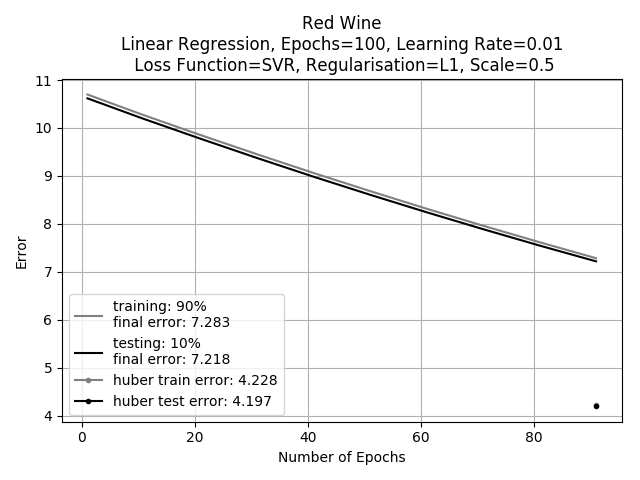 Red Wine
Linear Regression, Epochs=100, Learning Rate=0.01
Loss Function=SVR, Regularisation=L1, Scale=0.5
11
10
9
8
7
6
5
4
Error
training: 90%
final error: 7.283
testing: 10%
final error: 7.218
huber train error: 4.228
huber test error: 4.197
0
20
40
60
80
Number of Epochs